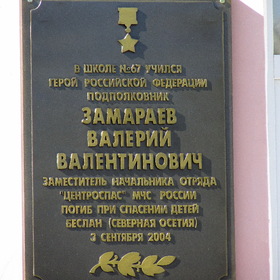 В ШКОЛЕ №67 УЧИЛСЯ
ГЕРОЙ РОССИЙСКОЙ ФЕДЕРАЦИИ
ПОДПОЛКОВНИК
ЗАМАРАЕВ
ВАЛЕРИЙ
ВАЛЕНТИНОВИЧ
ЗАМЕСТИТЕЛЬ НАЧАЛЬНИКА ОТРЯДА
"ЦЕНТРОСПАС" МЧС РОССИИ
ПОГИБ ПРИ СПАСЕНИИ ДЕТЕЙ
БЕСЛАН (СЕВЕРНАЯ ОСЕТИЯ)
3 СЕНТЯБРЯ 2004